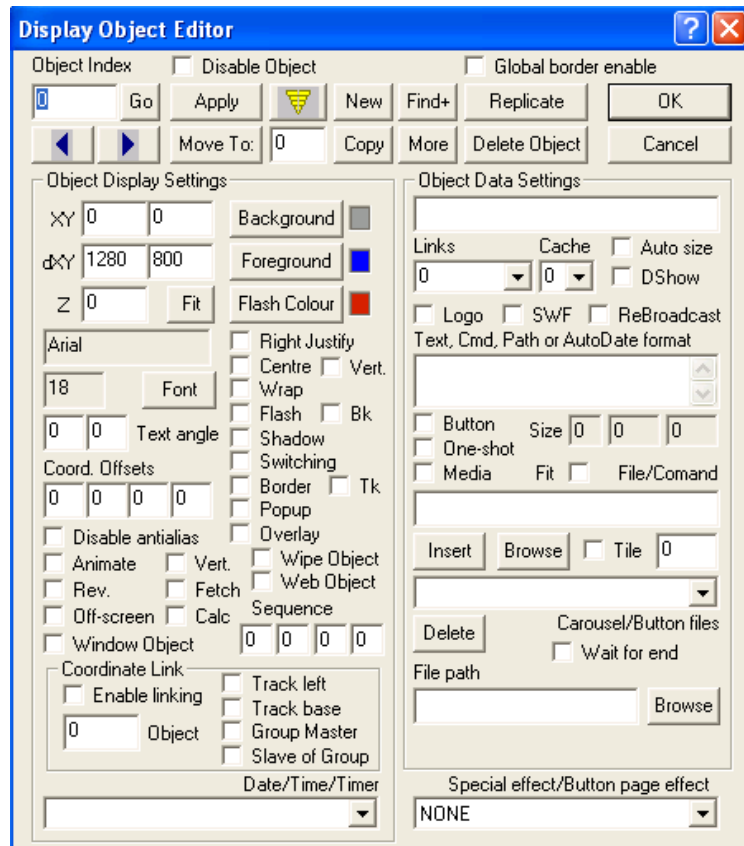 Display Object Editor
Object Index Disable Object Global border enable
0 Go Apply New Find+ Replicate OK
Move To: 0 Copy More Delete Object Cancel
Object Display Settings
XY 0 0 Background
dXY 1280 800 Foreground
Z 0 Fit Flash Colour
Arial
18 Font
0 0 Text angle
Coord. Offsets
0 0 0 0
Right Justify
Centre Vert.
Wrap
Flash Bk
Shadow
Switching
Border Tk
Popup
Overlay
Disable antialias
Animate Vert. Wipe Object
Rev. Fetch Web Object
Off-screen Calc Sequence
Window Object 0 0 0 0
Coordinate Link
Enable linking
0 Object
Track left
Track base
Group Master
Slave of Group
Date/Time/Timer
Object Data Settings
Links Cache Auto size
0 0 DShow
Logo SWF ReBroadcast
Text, Cmd, Path or AutoDate format
Button Size 0 0 0
One-shot
Media Fit File/Comand
Insert Browse Tile 0
Delete Carousel/Button files
Wait for end
File path
Browse
Special effect/Button page effect
NONE